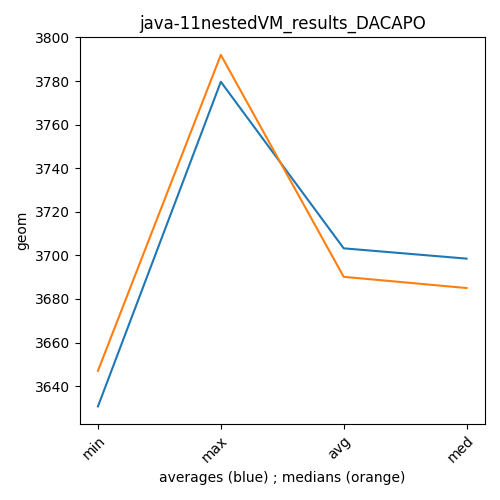 java-11nestedVM_results_DACAPO
3800
3780
3760
3740
3720
3700
3680
3660
3640
geom
min
max
avg
med
averages (blue) ; medians (orange)